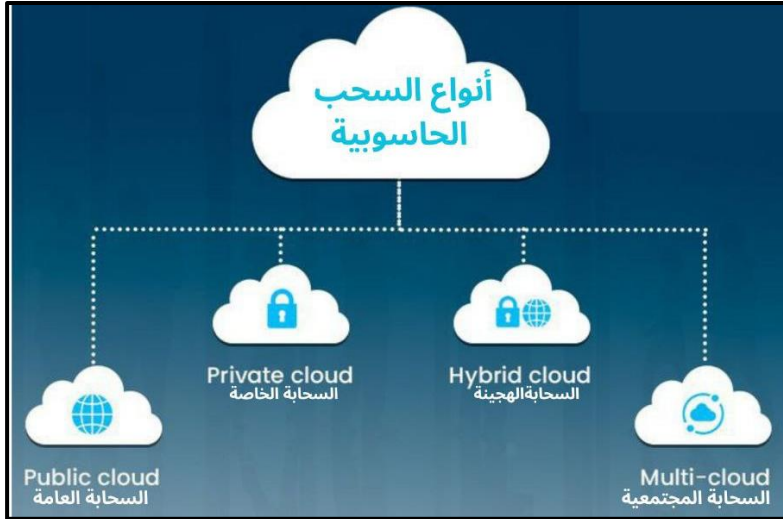 أنواع السحب
الحاسوبية
Private cloud
السحابة الخاصة
Hybrid cloud
السحابةالهجينة
Public cloud
السحابة العامة
Multi-cloud
السحابة المجتمعية